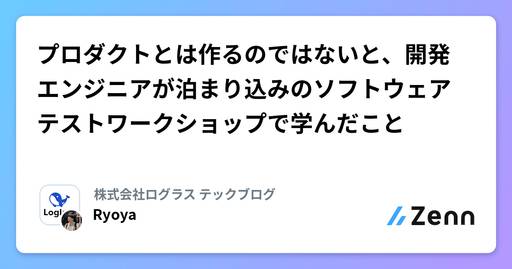 プロダクトとは作るのではないと、開発
エンジニアが泊まり込みのソフトウェア
テストワークショップで学んだこと
株式会社ログラス テックブログ
Ryoya
Zenn